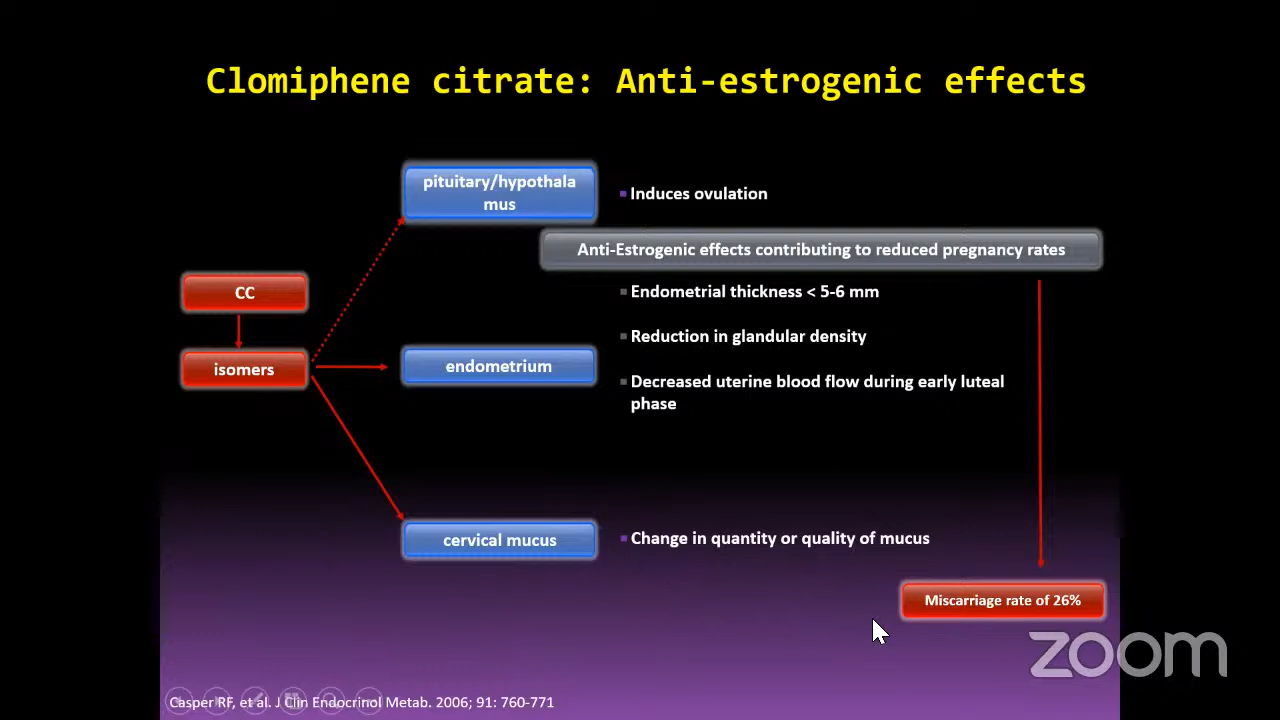 Clomiphene citrate: Anti-estrogenic effects
pituitary/hypothala
mus
Induces ovulation
Anti-Estrogenic effects contributing to reduced pregnancy rates
CC
Endometrial thickness < 5-6 mm
Reduction in glandular density
isomers
endometrium
Decreased uterine blood flow during early luteal
phase
cervical mucus
Change in quantity or quality of mucus
Miscarriage rate of 26%
zoom
Casper RF, et al. J Clin Endocrinol Metab. 2006; 91: 760-771